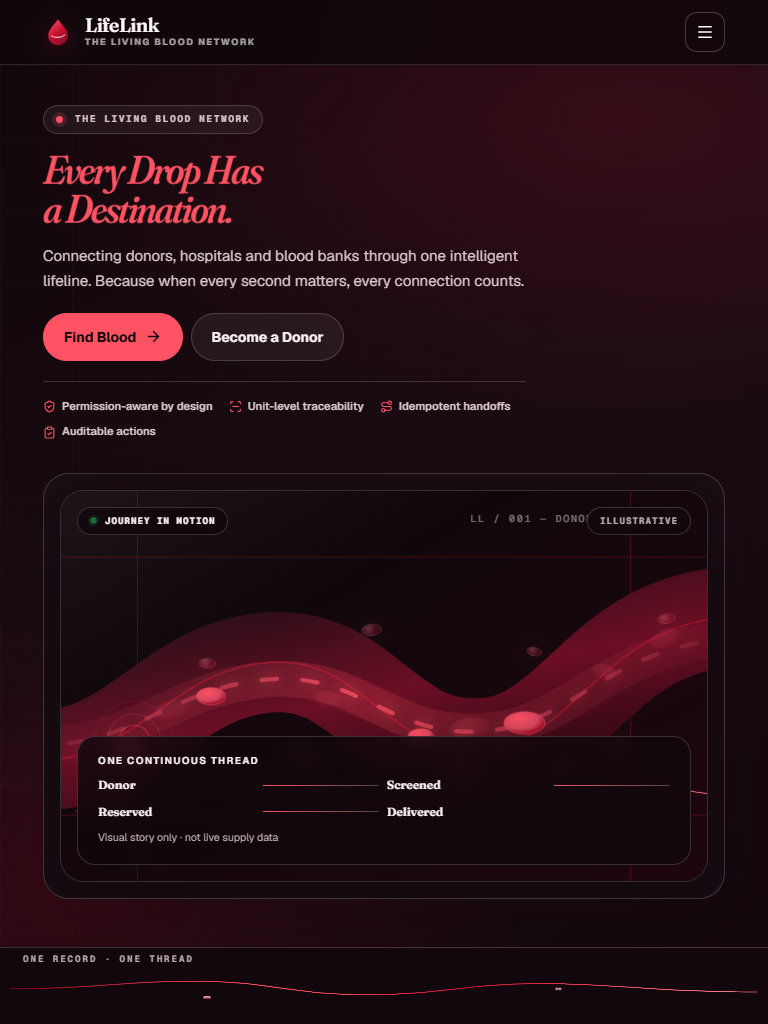 LifeLink
THE LIVING BLOOD NETWORK
THE LIVING BLOOD NETWORK
Every Drop Has
a Destination.
Connecting donors, hospitals and blood banks through one intelligent
lifeline. Because when every second matters, every connection counts.
Find Blood
Become a Donor
Permission-aware by design
Unit-level traceability
Idempotent handoffs
Auditable actions
JOURNEY IN MOTION
LL / 001 — DONO
ILLUSTRATIVE
ONE CONTINUOUS THREAD
Donor
Screened
Reserved
Delivered
Visual story only · not live supply data
ONE RECORD · ONE THREAD